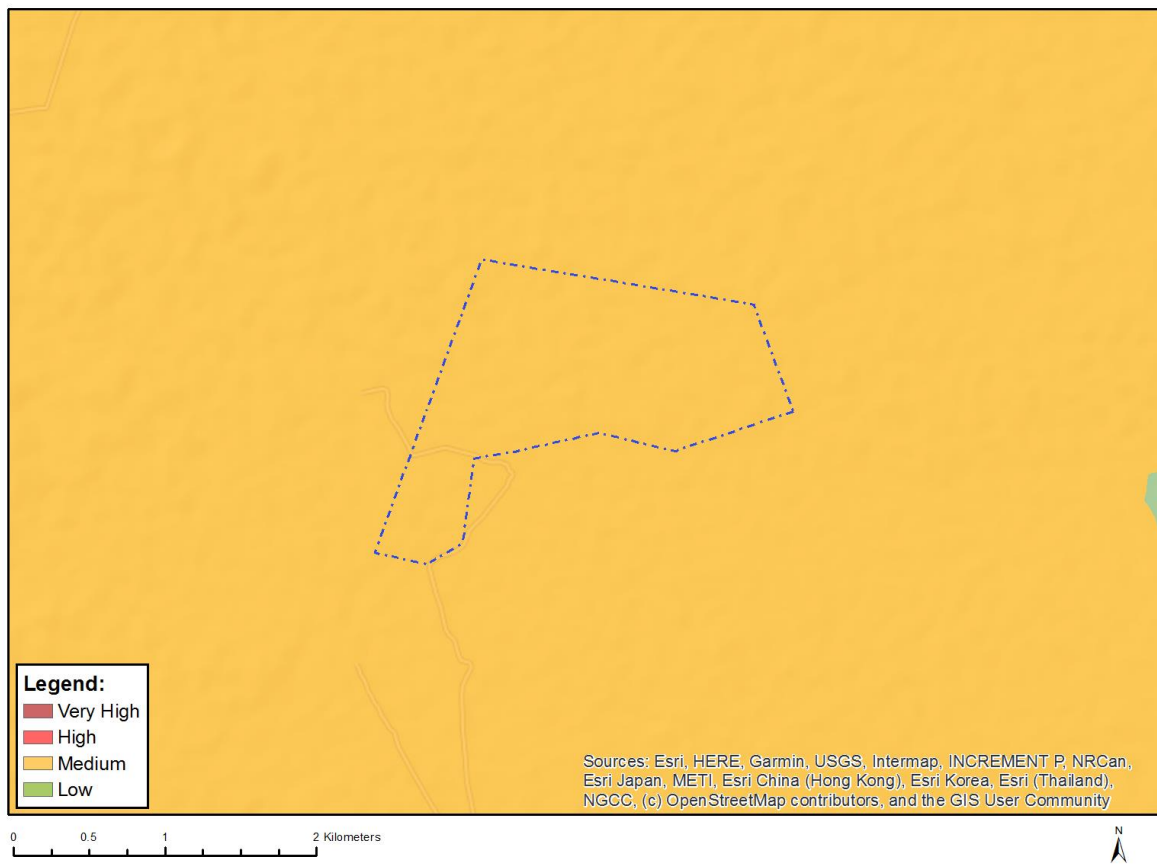 Legend:
Very High
High
Medium
Low
Sources: Esri, HERE, Garmin, USGS, Intermap, INCREMENT P, NRCan,
Esri Japan, METI, Esri China (Hong Kong), Esri Korea, Esri (Thailand),
NGCC, (c) OpenStreetMap contributors, and the GIS User Community
0 0.5 1 2 Kilometers
N